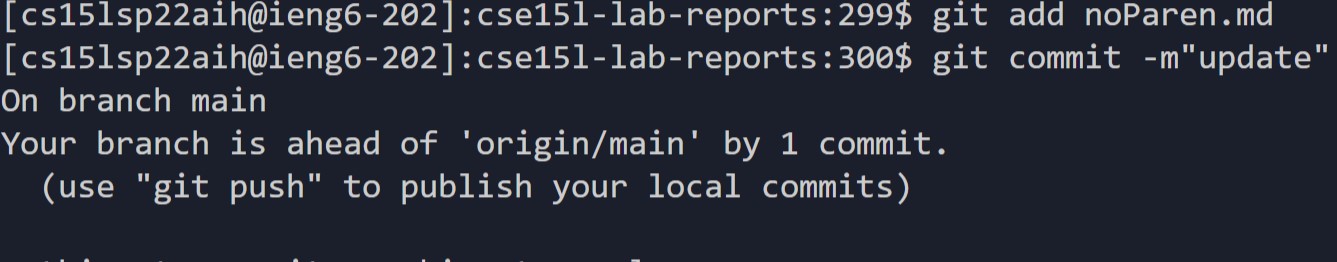 [cs15lsp22aih@ieng6-202]:cse15l-lab-reports:299$ git add noParen.md
[cs15lsp22aih@ieng6-202]:cse15l-lab-reports:300$ git commit -m"update"
On branch main
Your branch is ahead of 'origin/main' by 1 commit.
  (use "git push" to publish your local commits)